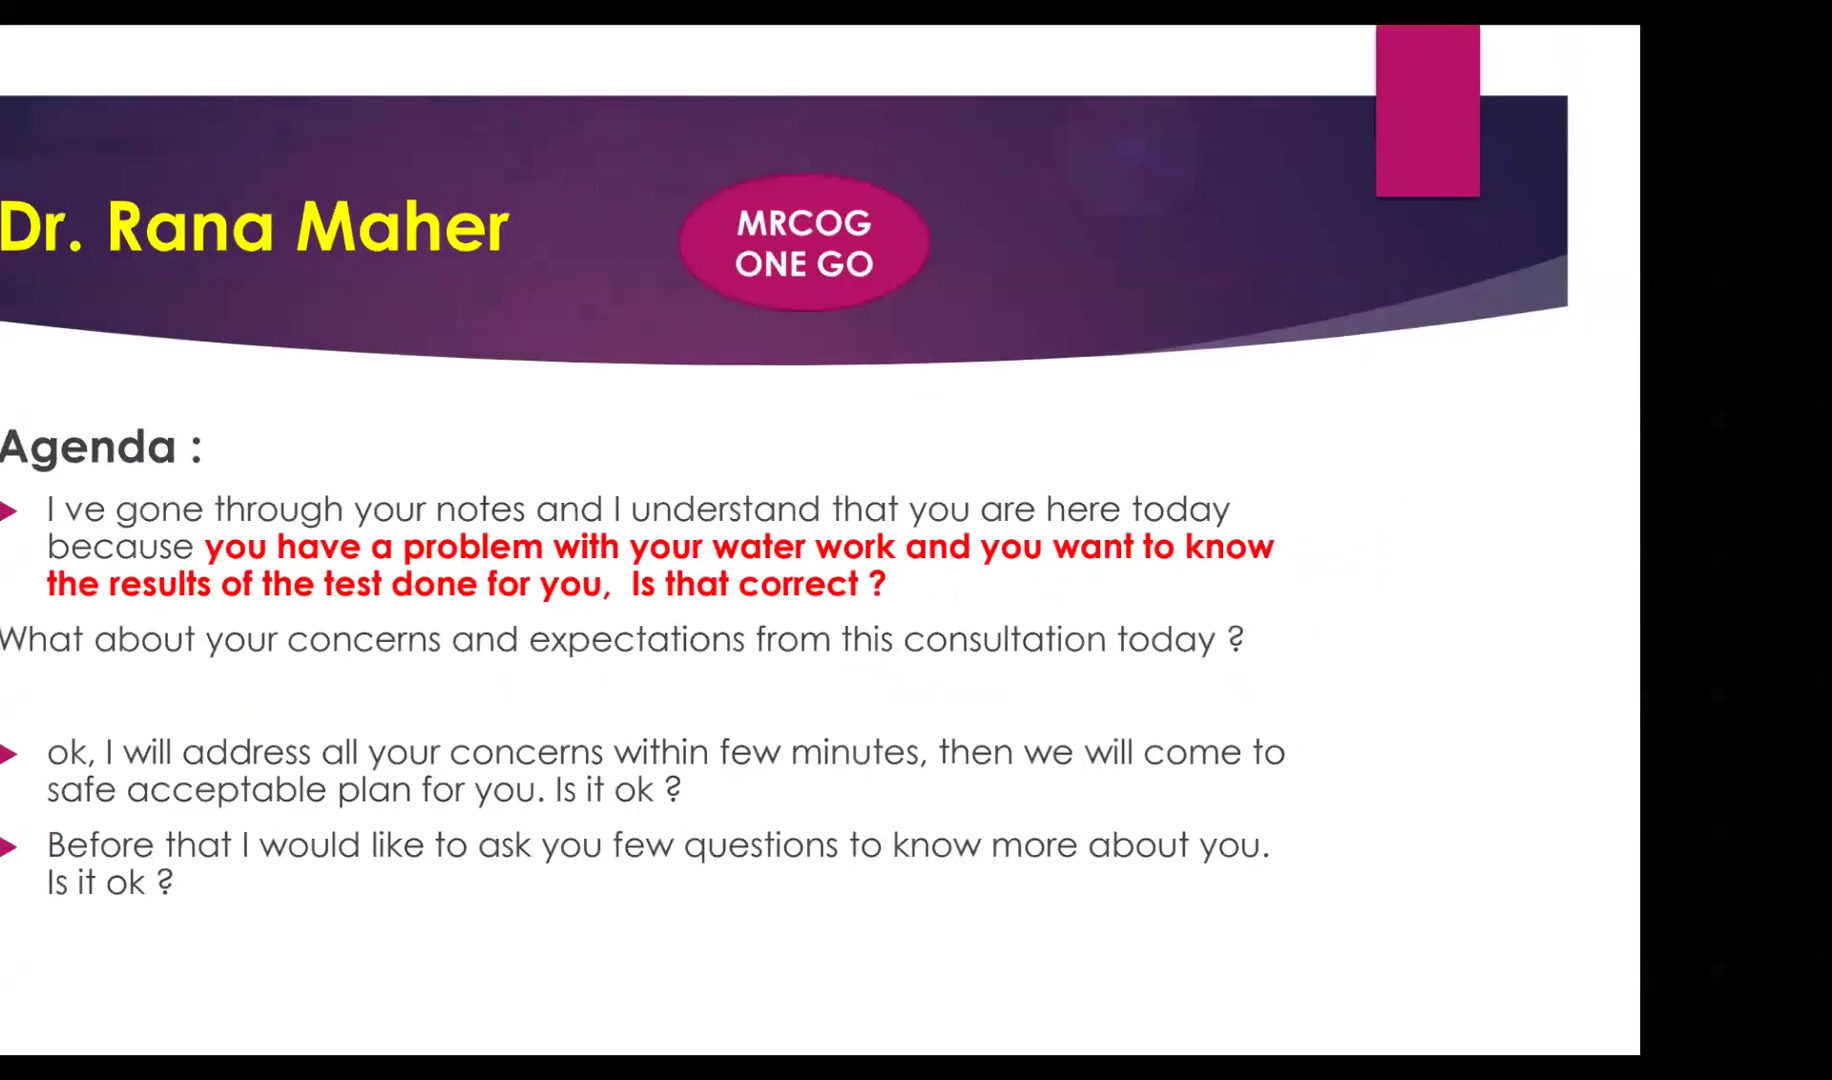 Dr. Rana Maher
MRCOG
ONE GO
Agenda :
I ve gone through your notes and I understand that you are here today
because you have a problem with your water work and you want to know
the results of the test done for you, Is that correct ?
What about your concerns and expectations from this consultation today ?
ok, I will address all your concerns within few minutes, then we will come to
safe acceptable plan for you. Is it ok ?
Before that I would like to ask you few questions to know more about you.
Is it ok ?